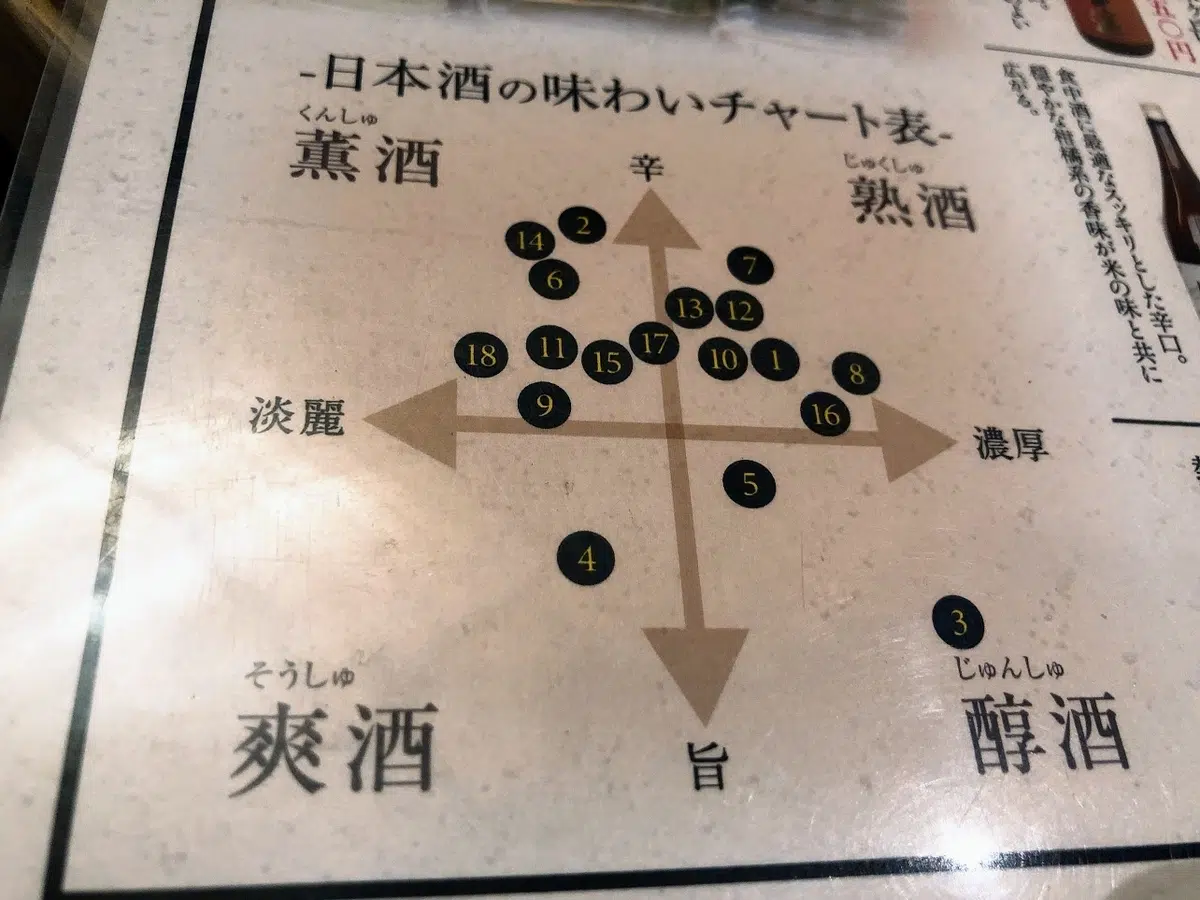 -日本酒の味わいチャート表-
くんしゅ
薫酒
辛
じゅくしゅ
熟酒
2
14
6
7
13
12
18
11
15
17
10
1
8
9
16
淡麗
濃厚
5
4
3
そうしゅ
爽酒
じゅんしゅ
醇酒
旨
食中酒に最適なスッキリとした辛口。
穏やかな柑橘系の香味が米の味と共に
広がる。
円